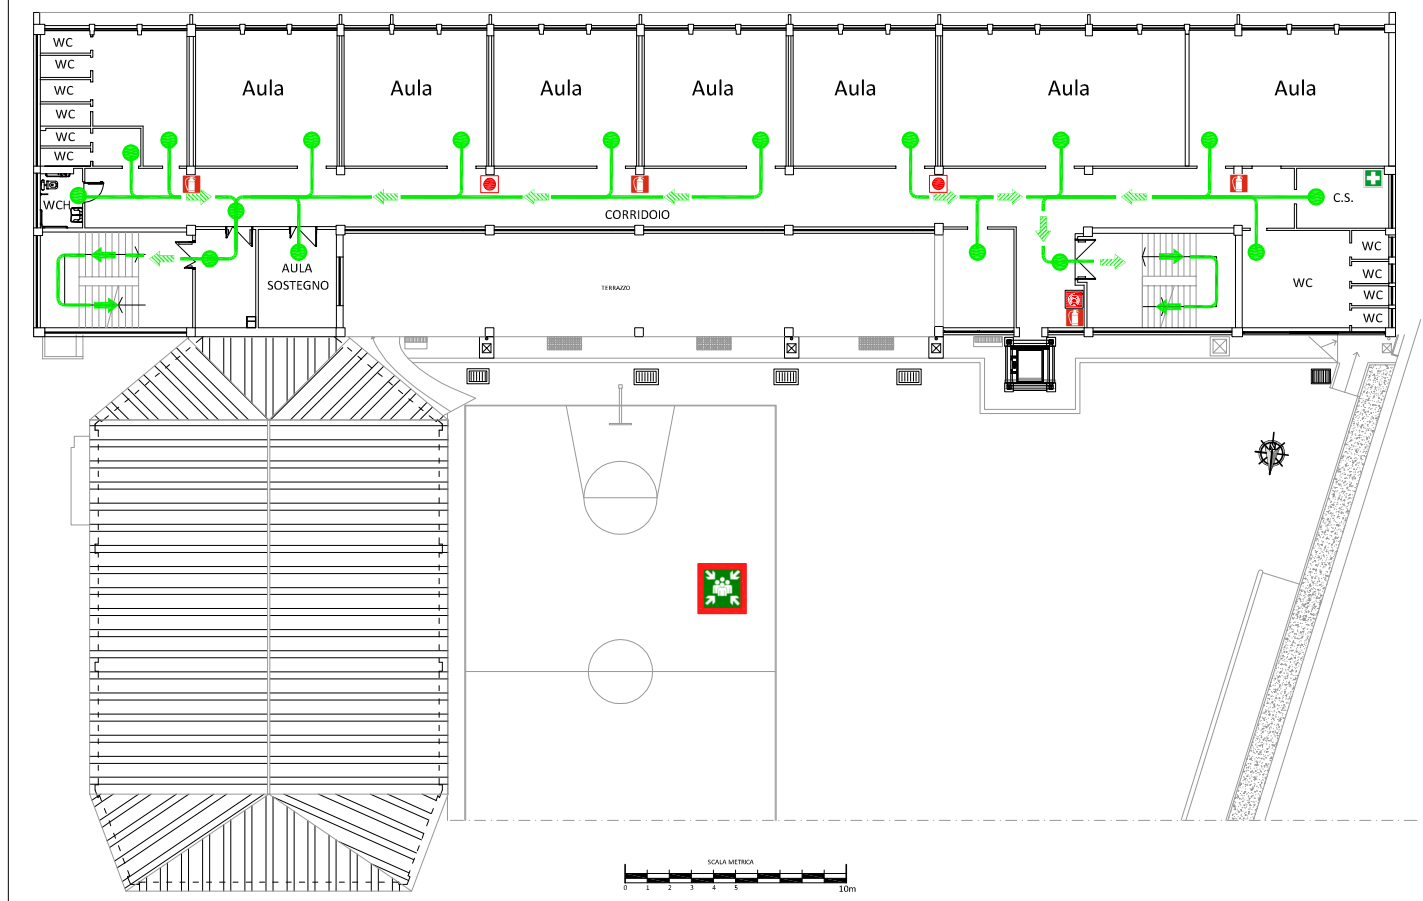 WC
WC
WC
WC
WC
WC
Aula
Aula
Aula
Aula
Aula
Aula
Aula
WCH
CORRIDOIO
C.S.
AULA
SOSTEGNO
TERRAZZO
WC
WC
WC
WC
WC
N
SCALA METRICA
0 1 2 3 4 5 10m